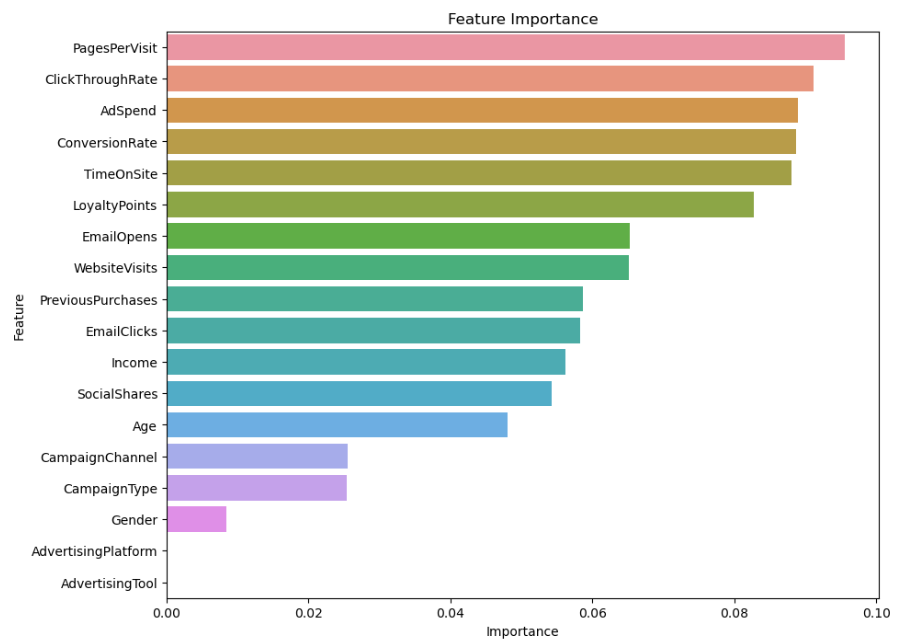 Feature Importance
PagesPerVisit
ClickThroughRate
AdSpend
ConversionRate
TimeOnSite
LoyaltyPoints
EmailOpens
WebsiteVisits
PreviousPurchases
EmailClicks
Income
SocialShares
Age
CampaignChannel
CampaignType
Gender
AdvertisingPlatform
AdvertisingTool
Feature
0.00 0.02 0.04 0.06 0.08 0.10
Importance